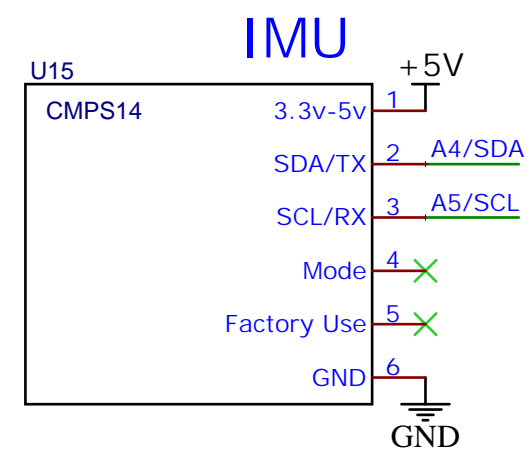 IMU
U15
+5V
CMPS14
3.3v-5v 1
SDA/TX 2 A4/SDA
SCL/RX 3 A5/SCL
Mode 4
Factory Use 5
GND 6
GND